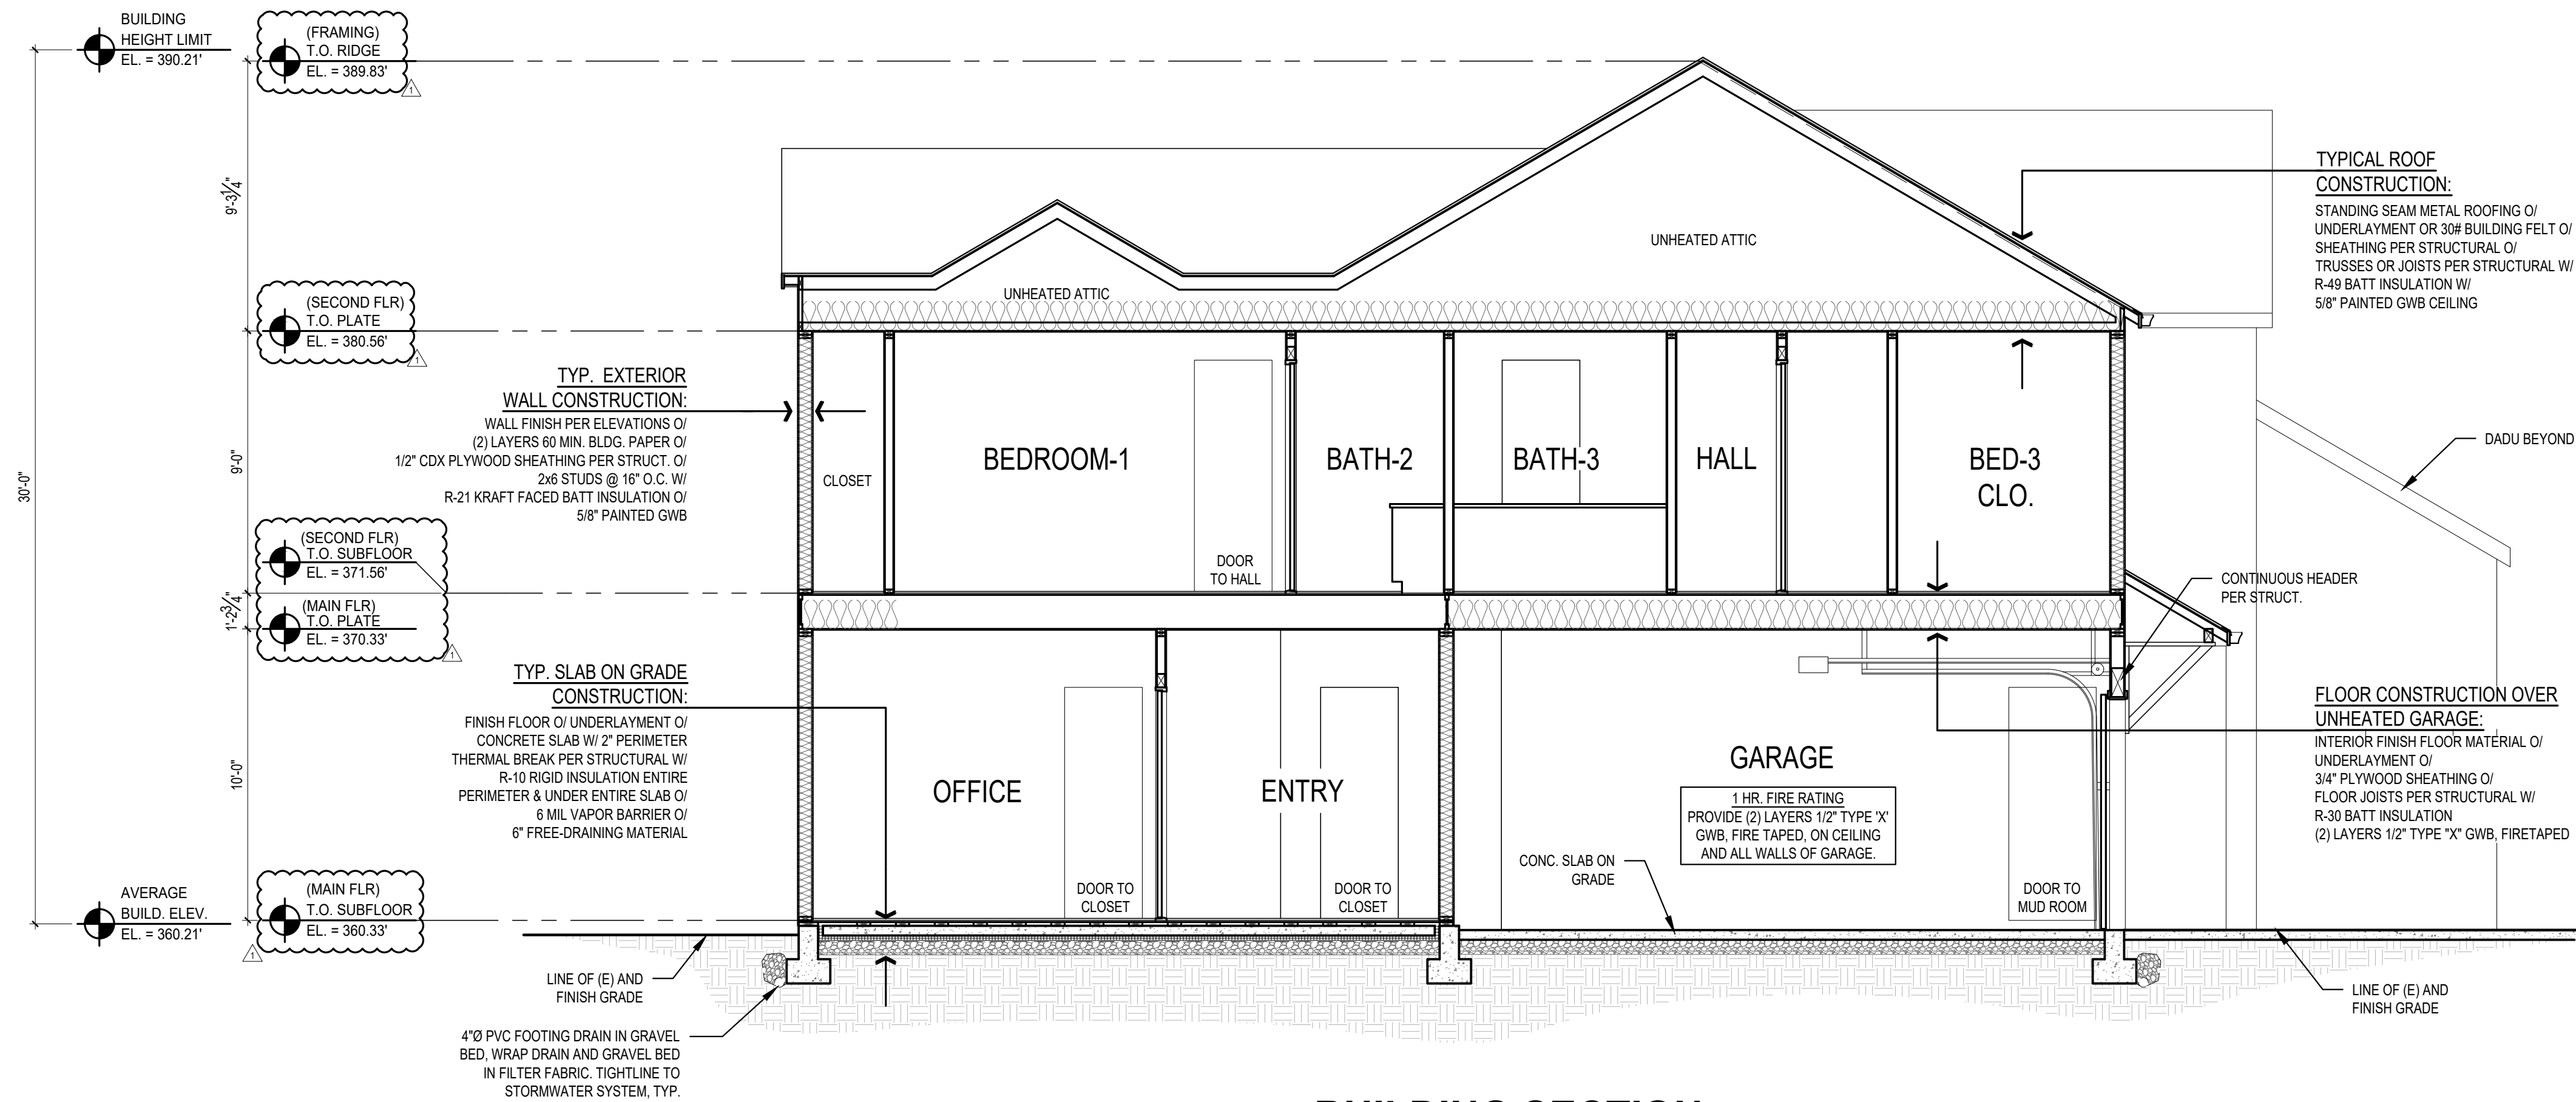 BUILDING
HEIGHT LIMIT
EL. = 390.21'
(FRAMING)
T.O. RIDGE
EL. = 389.83'
1
9'-3 1/4"
(SECOND FLR)
T.O. PLATE
EL. = 380.56'
1
9'-0"
30'-0"
(SECOND FLR)
T.O. SUBFLOOR
EL. = 371.56'
1'-2 3/4"
(MAIN FLR)
T.O. PLATE
EL. = 370.33'
1
10'-0"
AVERAGE
BUILD. ELEV.
EL. = 360.21'
(MAIN FLR)
T.O. SUBFLOOR
EL. = 360.33'
1
TYP. EXTERIOR
WALL CONSTRUCTION:
WALL FINISH PER ELEVATIONS O/
(2) LAYERS 60 MIN. BLDG. PAPER O/
1/2" CDX PLYWOOD SHEATHING PER STRUCT. O/
2x6 STUDS @ 16" O.C. W/
R-21 KRAFT FACED BATT INSULATION O/
5/8" PAINTED GWB
TYP. SLAB ON GRADE
CONSTRUCTION:
FINISH FLOOR O/ UNDERLAYMENT O/
CONCRETE SLAB W/ 2" PERIMETER
THERMAL BREAK PER STRUCTURAL W/
R-10 RIGID INSULATION ENTIRE
PERIMETER & UNDER ENTIRE SLAB O/
6 MIL VAPOR BARRIER O/
6" FREE-DRAINING MATERIAL
LINE OF (E) AND
FINISH GRADE
4"Ø PVC FOOTING DRAIN IN GRAVEL
BED, WRAP DRAIN AND GRAVEL BED
IN FILTER FABRIC. TIGHTLINE TO
STORMWATER SYSTEM, TYP.
UNHEATED ATTIC
UNHEATED ATTIC
CLOSET
BEDROOM-1
DOOR
TO HALL
BATH-2
BATH-3
HALL
BED-3
CLO.
OFFICE
DOOR TO
CLOSET
ENTRY
DOOR TO
CLOSET
GARAGE
1 HR. FIRE RATING
PROVIDE (2) LAYERS 1/2" TYPE 'X'
GWB, FIRE TAPED, ON CEILING
AND ALL WALLS OF GARAGE.
CONC. SLAB ON
GRADE
DOOR TO
MUD ROOM
TYPICAL ROOF
CONSTRUCTION:
STANDING SEAM METAL ROOFING O/
UNDERLAYMENT OR 30# BUILDING FELT O/
SHEATHING PER STRUCTURAL O/
TRUSSES OR JOISTS PER STRUCTURAL W/
R-49 BATT INSULATION W/
5/8" PAINTED GWB CEILING
DADU BEYOND
CONTINUOUS HEADER
PER STRUCT.
FLOOR CONSTRUCTION OVER
UNHEATED GARAGE:
INTERIOR FINISH FLOOR MATERIAL O/
UNDERLAYMENT O/
3/4" PLYWOOD SHEATHING O/
FLOOR JOISTS PER STRUCTURAL W/
R-30 BATT INSULATION
(2) LAYERS 1/2" TYPE "X" GWB, FIRETAPED
LINE OF (E) AND
FINISH GRADE
BUILDING SECTION